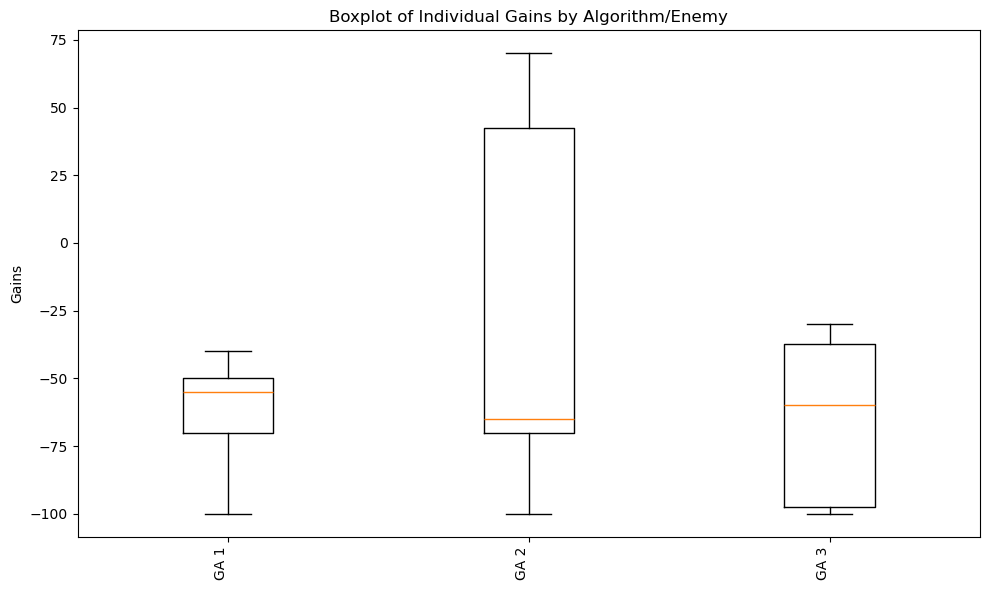 Boxplot of Individual Gains by Algorithm/Enemy
75
50
25
0
−25
−50
−75
−100
Gains
GA 1
GA 2
GA 3